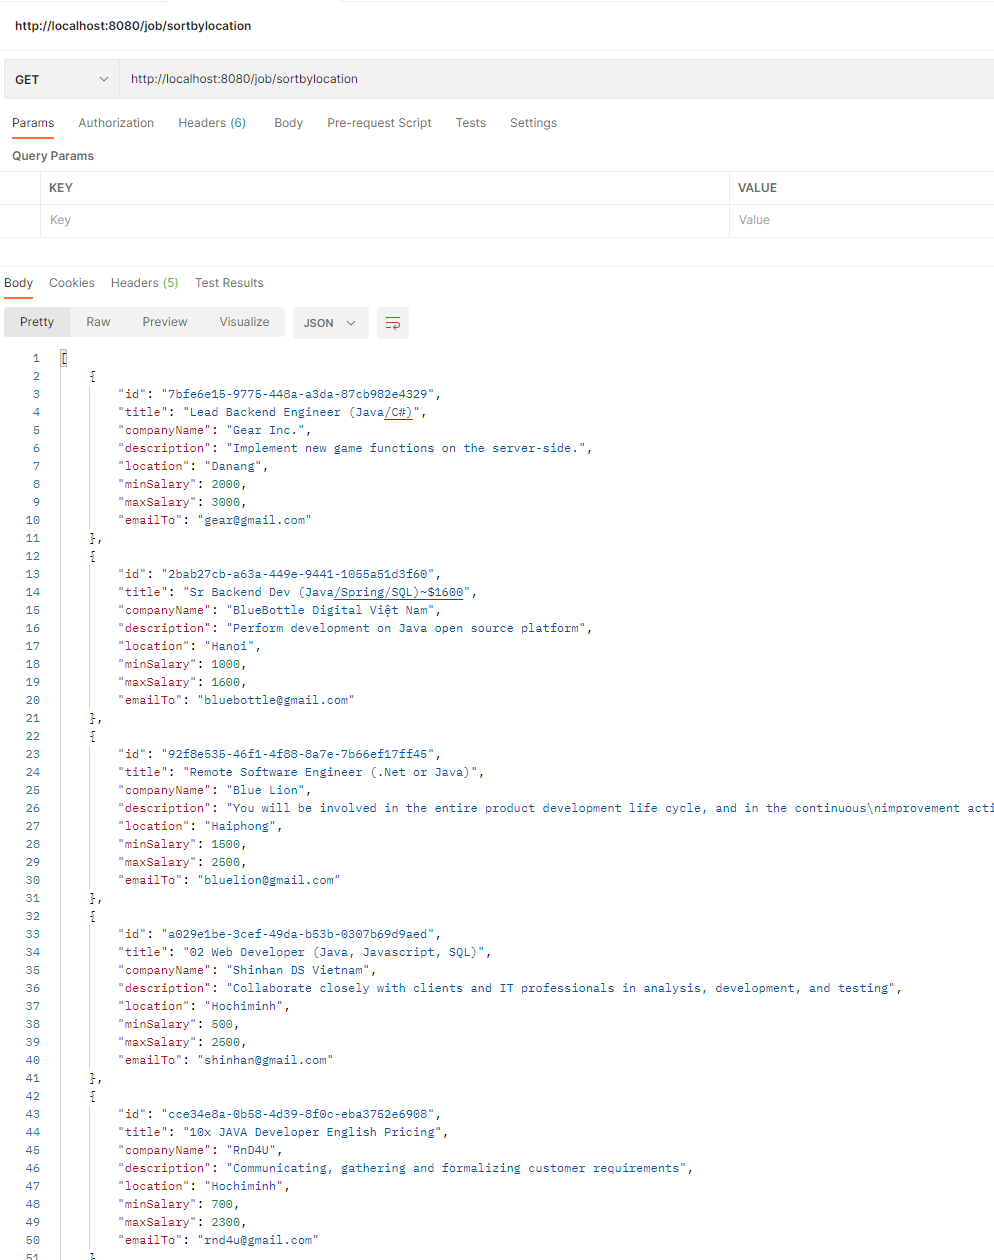 http://localhost:8080/job/sortbylocation
GET http://localhost:8080/job/sortbylocation
Params Authorization Headers (6) Body Pre-request Script Tests Settings
Query Params
KEY VALUE
Key Value
Body Cookies Headers (5) Test Results
Pretty Raw Preview Visualize JSON
1 [
2 {
3 "id": "7bfe6e15-9775-448a-a3da-87cb982e4329",
4 "title": "Lead Backend Engineer (Java/C#)",
5 "companyName": "Gear Inc.",
6 "description": "Implement new game functions on the server-side.",
7 "location": "Danang",
8 "minSalary": 2000,
9 "maxSalary": 3000,
10 "emailTo": "gear@gmail.com"
11 },
12 {
13 "id": "2bab27cb-a63a-449e-9441-1055a51d3f60",
14 "title": "Sr Backend Dev (Java/Spring/SQL)~$1600",
15 "companyName": "BlueBottle Digital Việt Nam",
16 "description": "Perform development on Java open source platform",
17 "location": "Hanoi",
18 "minSalary": 1000,
19 "maxSalary": 1600,
20 "emailTo": "bluebottle@gmail.com"
21 },
22 {
23 "id": "92f8e535-46f1-4f88-8a7e-7b66ef17ff45",
24 "title": "Remote Software Engineer (.Net or Java)",
25 "companyName": "Blue Lion",
26 "description": "You will be involved in the entire product development life cycle, and in the continuous\nimprovement acti
27 "location": "Haiphong",
28 "minSalary": 1500,
29 "maxSalary": 2500,
30 "emailTo": "bluelion@gmail.com"
31 },
32 {
33 "id": "a029e1be-3cef-49da-b53b-0307b69d9aed",
34 "title": "02 Web Developer (Java, Javascript, SQL)",
35 "companyName": "Shinhan DS Vietnam",
36 "description": "Collaborate closely with clients and IT professionals in analysis, development, and testing",
37 "location": "Hochiminh",
38 "minSalary": 500,
39 "maxSalary": 2500,
40 "emailTo": "shinhan@gmail.com"
41 },
42 {
43 "id": "cce34e8a-0b58-4d39-8f0c-eba3752e6908",
44 "title": "10x JAVA Developer English Pricing",
45 "companyName": "RnD4U",
46 "description": "Communicating, gathering and formalizing customer requirements",
47 "location": "Hochiminh",
48 "minSalary": 700,
49 "maxSalary": 2300,
50 "emailTo": "rnd4u@gmail.com"
51 }